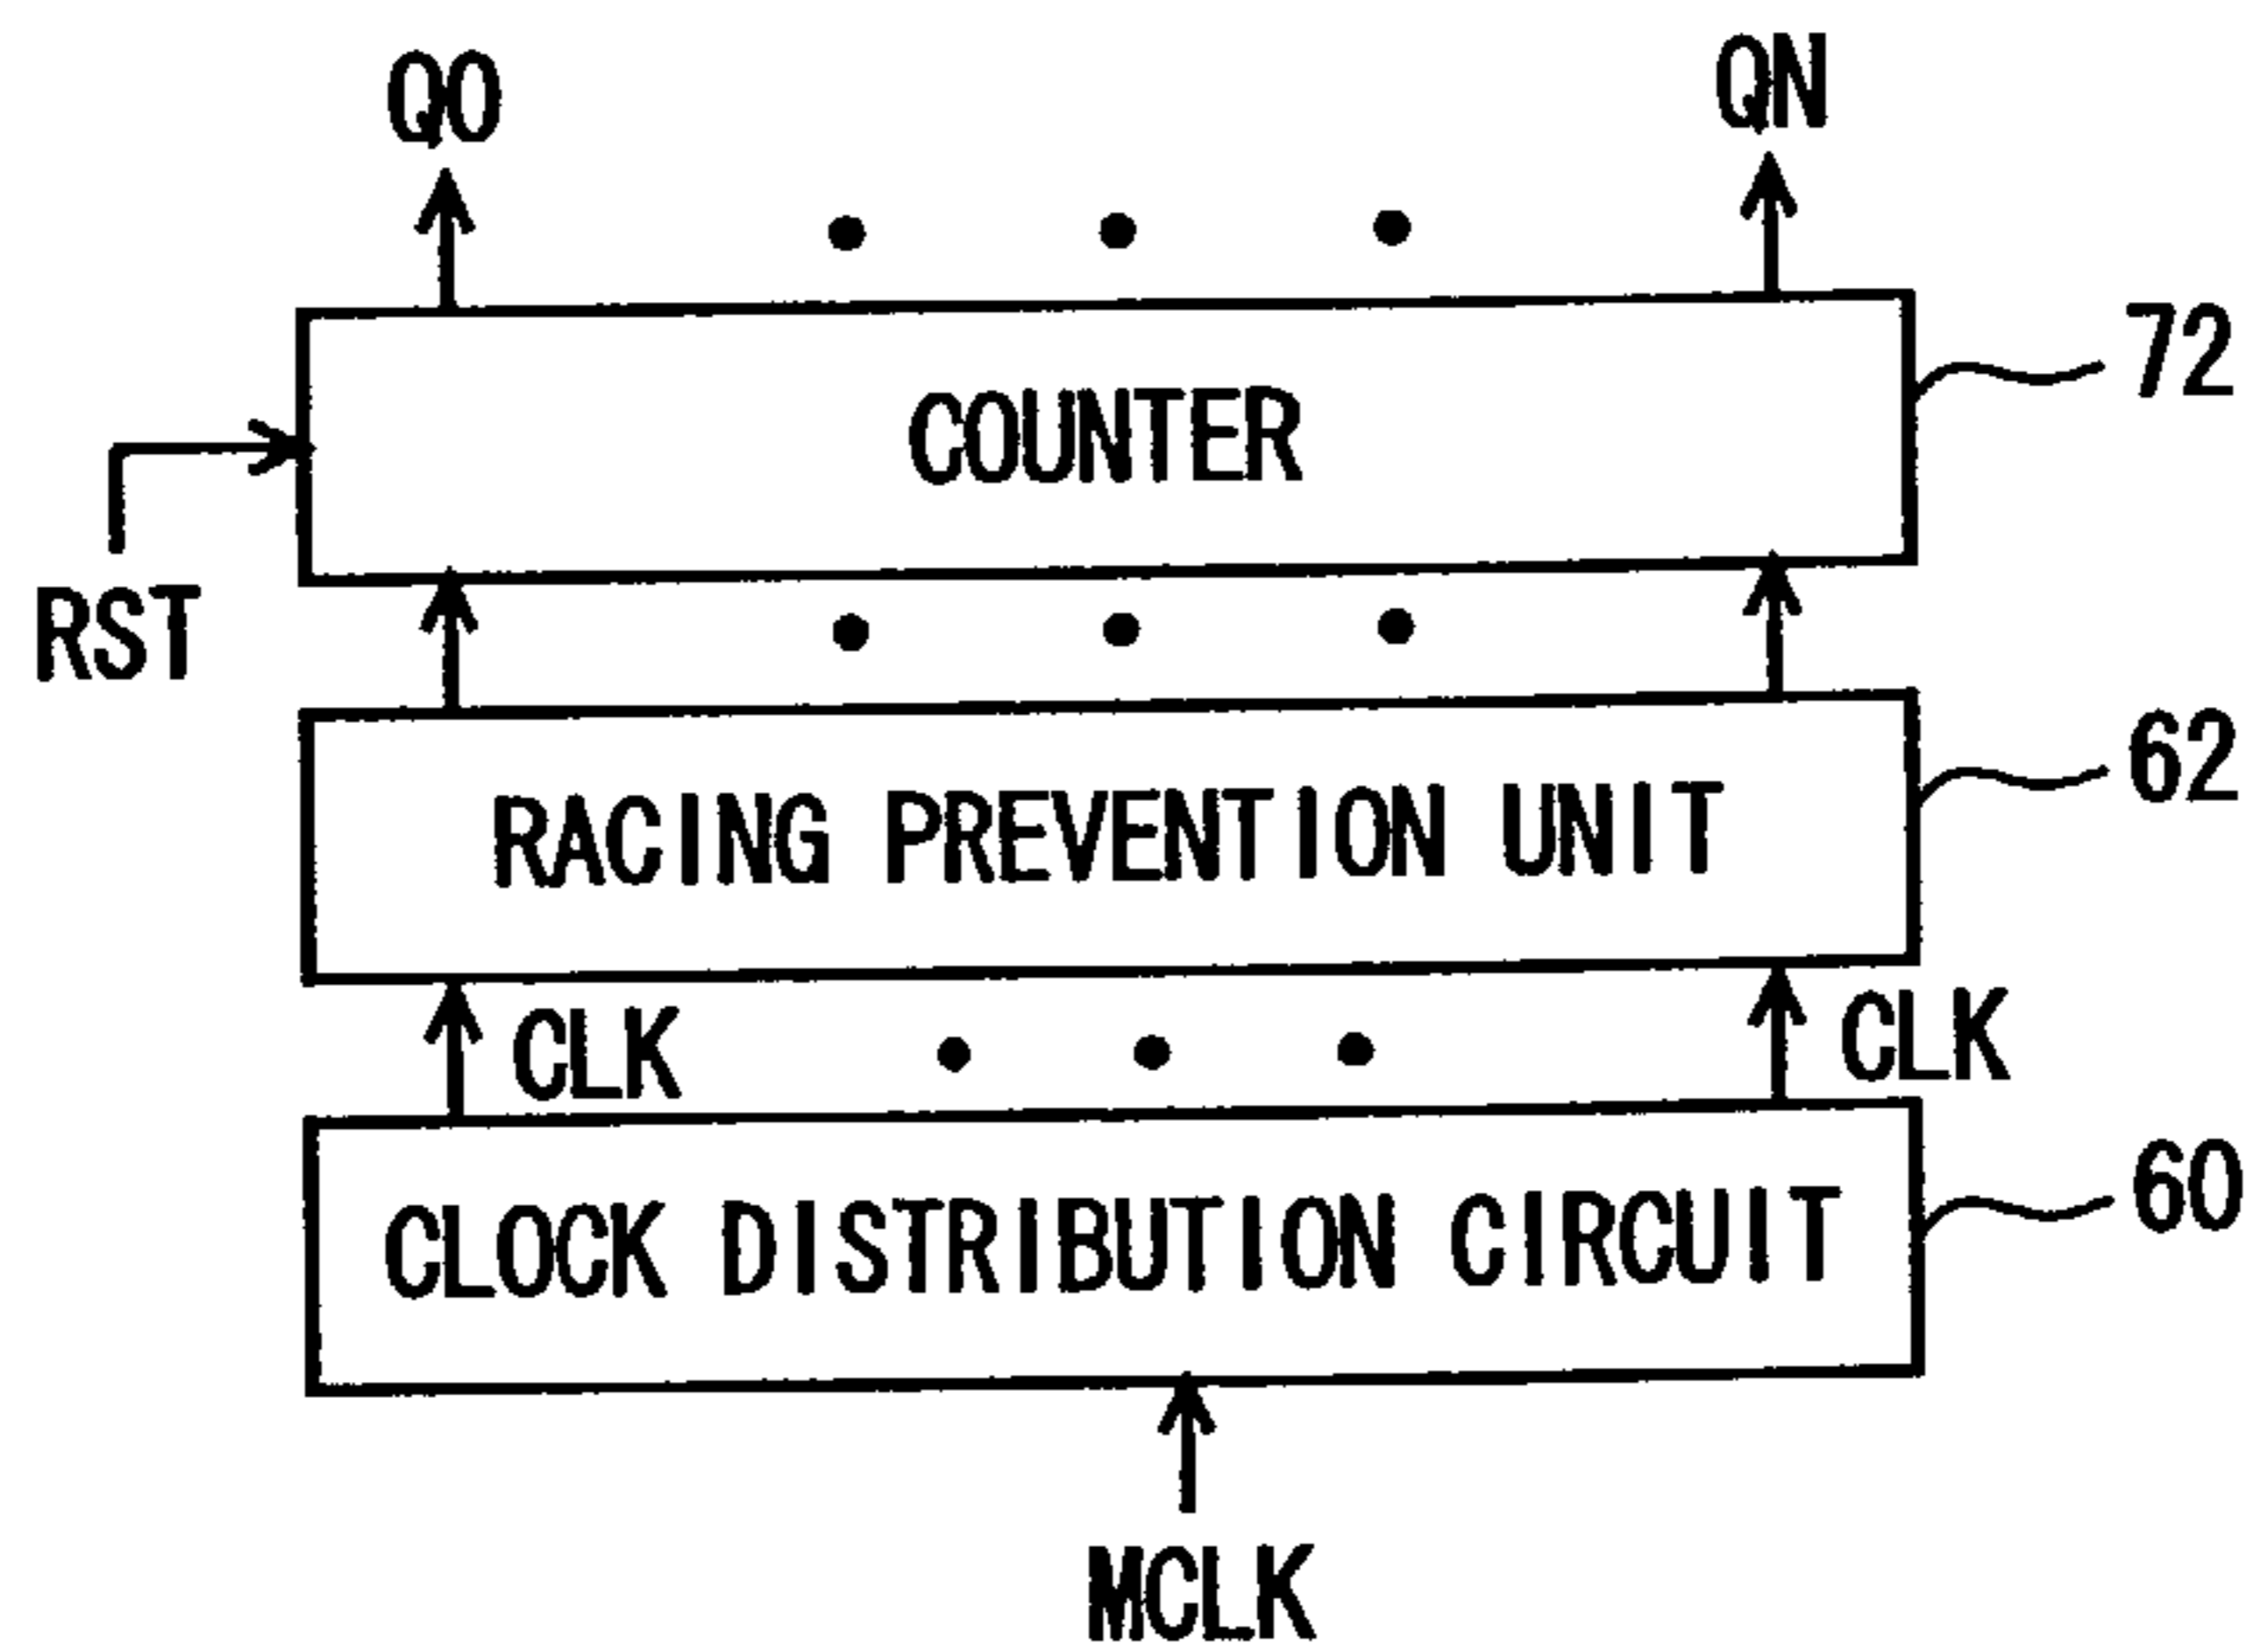 Q0
QN
COUNTER
72
RST
RACING PREVENTION UNIT
62
CLK
CLK
CLOCK DISTRIBUTION CIRCUIT
60
MCLK